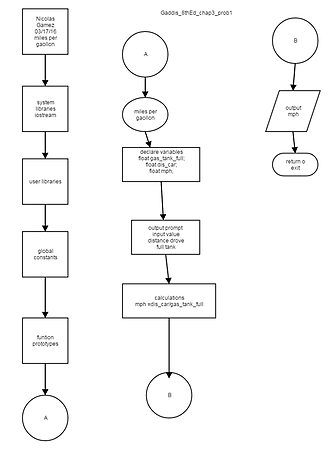 Gaddis_8thEd_chap3_prob1
Nicolas
Gamez
03/17/16
miles per
gaollon
system
libraries
iostream
user libraries
global
constants
funtion
prototypes
A
A
miles per
gaollon
declare variables
float gas_tank_full;
float dis_car;
float mph;
output prompt
input value
distance drove
full tank
calculations
mph =dis_car/gas_tank_full
B
B
output
mph
return o
exit